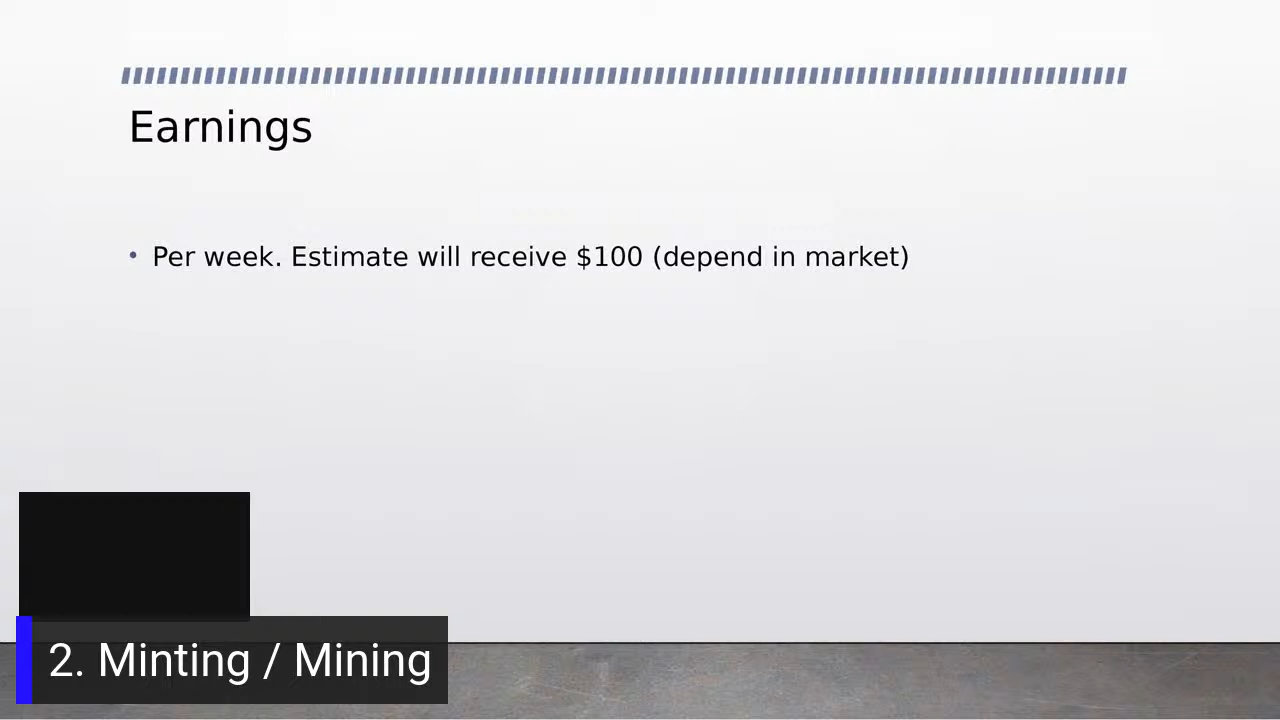 Earnings
• Per week. Estimate will receive $100 (depend in market)
2. Minting / Mining